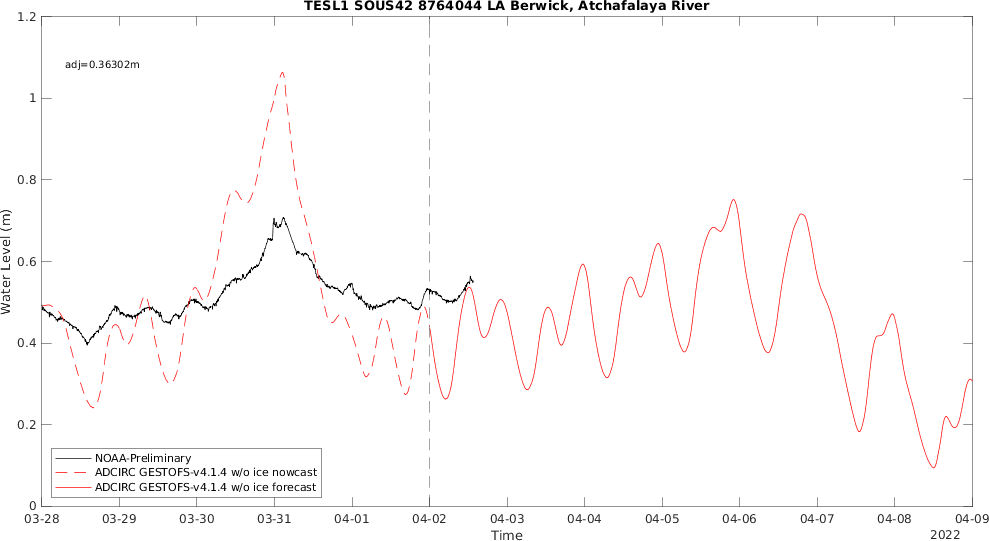 TESL1 SOUS42 8764044 LA Berwick, Atchafalaya River
1.2
adj=0.36302m
1
0.8
0.6
Water Level (m)
0.4
0.2
NOAA-Preliminary
ADCIRC GESTOFS-v4.1.4 w/o ice nowcast
ADCIRC GESTOFS-v4.1.4 w/o ice forecast
0
03-28 03-29 03-30 03-31 04-01 04-02 04-03 04-04 04-05 04-06 04-07 04-08 04-09
Time 2022